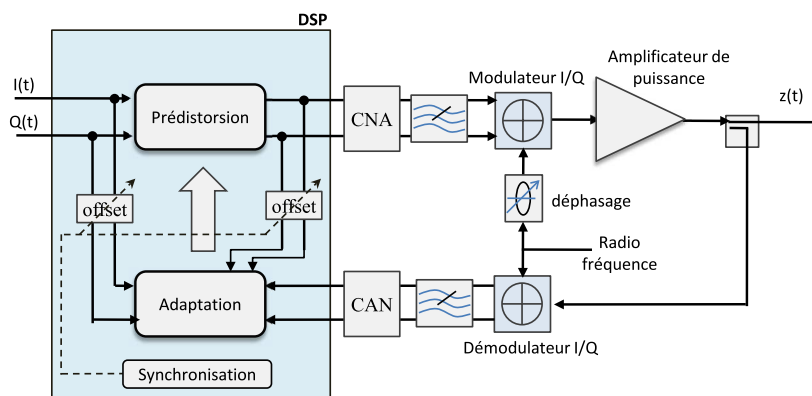 DSP
I(t)
Q(t)
Prédistorsion
CNA
Modulateur I/Q
Amplificateur de
puissance
z(t)
offset
offset
déphasage
Radio
fréquence
Adaptation
CAN
Démodulateur I/Q
Synchronisation